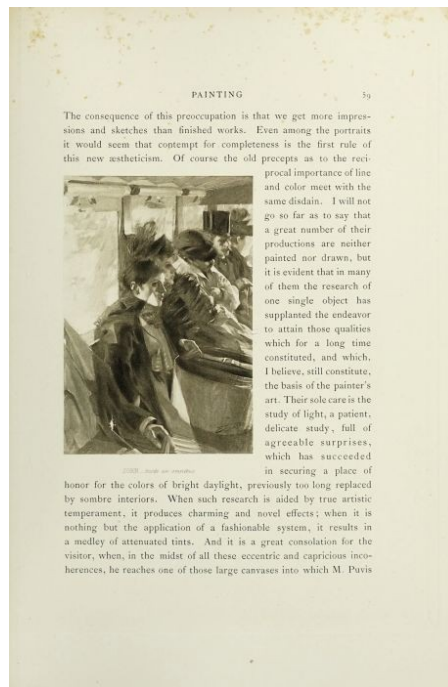 PAINTING 59
The consequence of this preoccupation is that we get more impres-
sions and sketches than finished works. Even among the portraits
it would seem that contempt for completeness is the first rule of
this new æstheticism. Of course the old precepts as to the reci-
procal importance of line
and color meet with the
same disdain. I will not
go so far as to say that
a great number of their
productions are neither
painted nor drawn, but
it is evident that in many
of them the research of
one single object has
supplanted the endeavor
to attain those qualities
which for a long time
constituted, and which,
I believe, still constitute,
the basis of the painter's
art. Their sole care is the
study of light, a patient,
delicate study, full of
agreeable surprises,
which has succeeded
in securing a place of
honor for the colors of bright daylight, previously too long replaced
by sombre interiors. When such research is aided by true artistic
temperament, it produces charming and novel effects; when it is
nothing but the application of a fashionable system, it results in
a medley of attenuated tints. And it is a great consolation for the
visitor, when, in the midst of all these eccentric and capricious inco-
herences, he reaches one of those large canvases into which M. Puvis